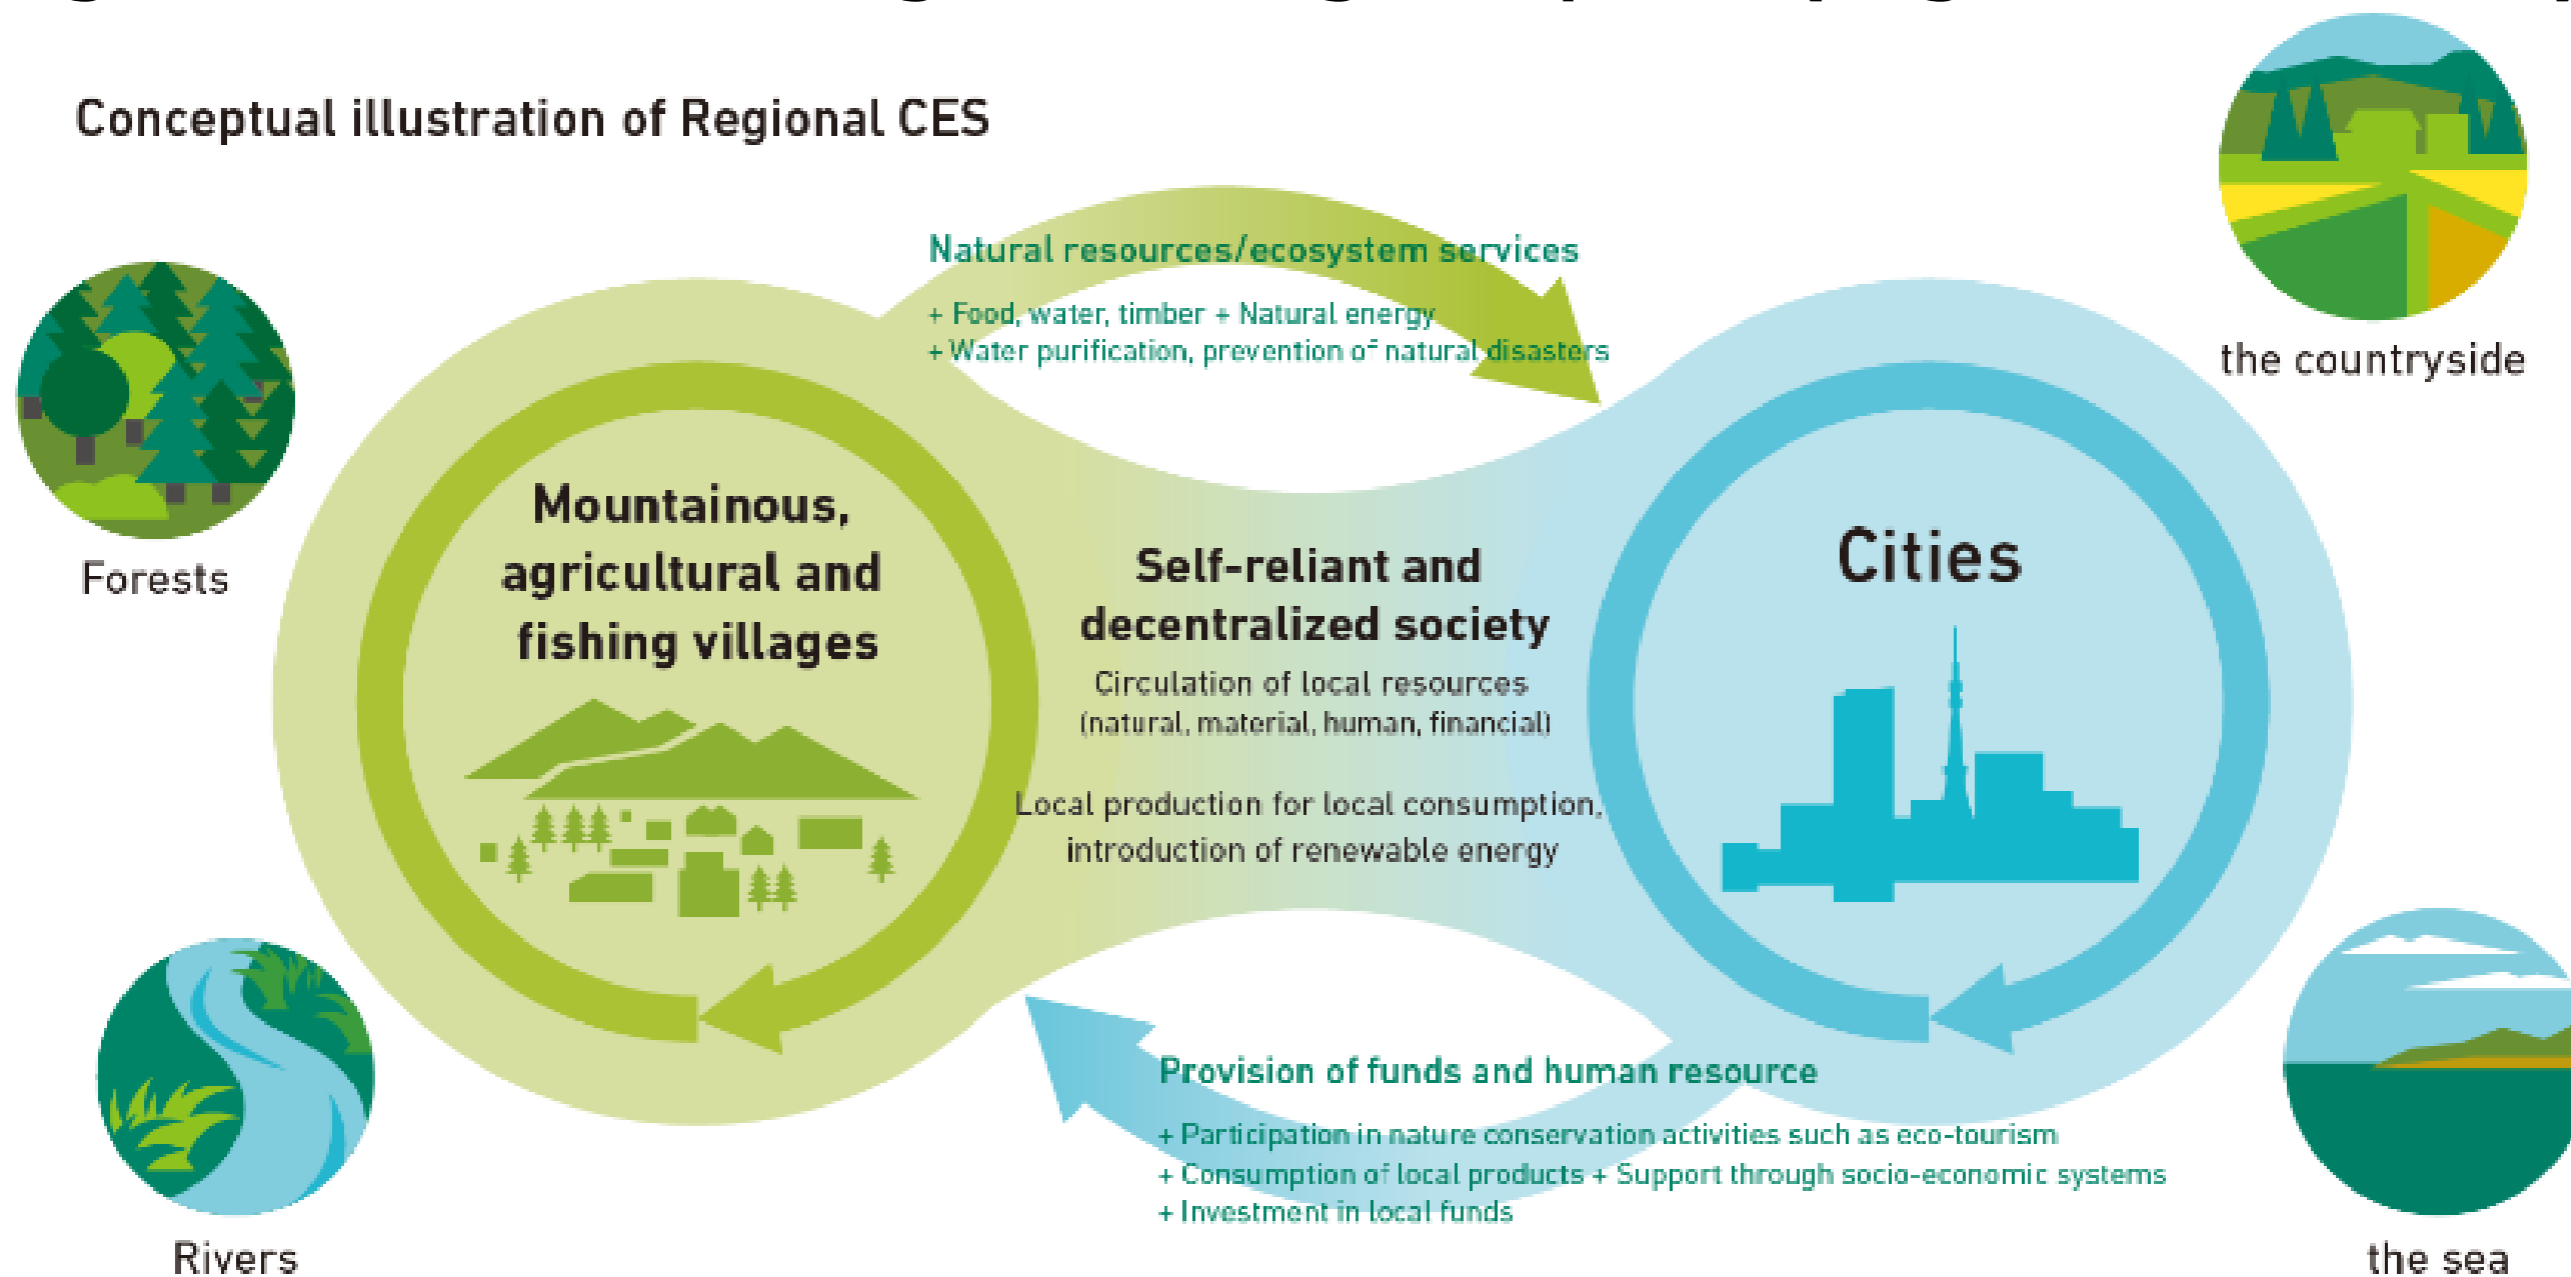 Conceptual illustration of Regional CES
the countryside
Natural resources/ecosystem services
+ Food, water, timber + Natural energy
+ Water purification, prevention of natural disasters
Forests
Mountainous,
agricultural and
fishing villages
Self-reliant and
decentralized society
Circulation of local resources
(natural, material, human, financial)
Local production for local consumption,
introduction of renewable energy
Cities
Provision of funds and human resource
+ Participation in nature conservation activities such as eco-tourism
+ Consumption of local products + Support through socio-economic systems
+ Investment in local funds
Rivers
the sea